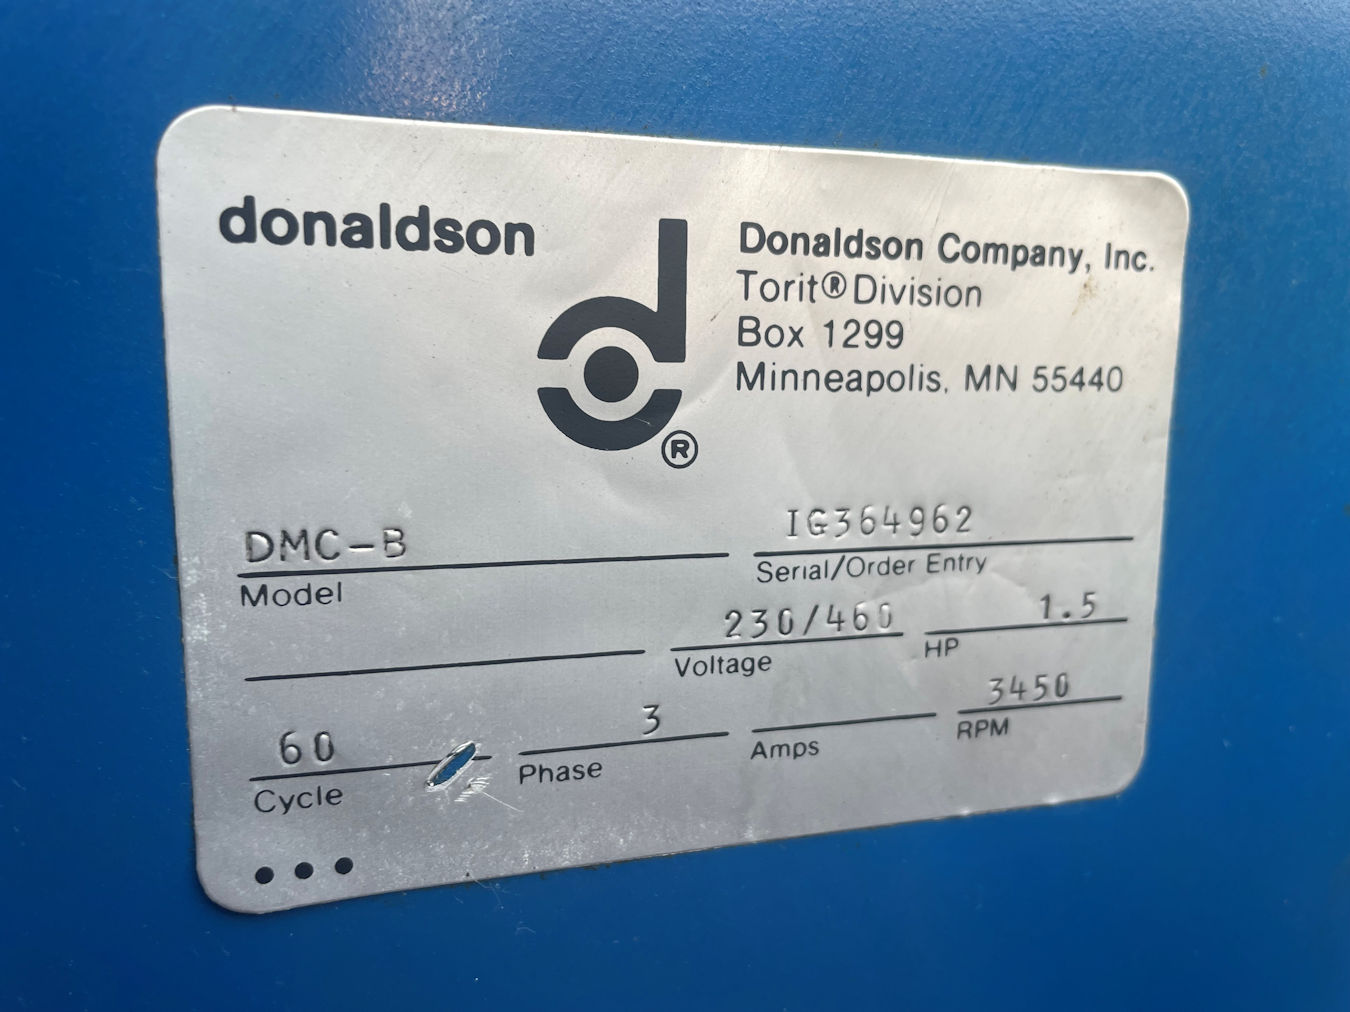 donaldson
Donaldson Company, Inc.
Torit® Division
Box 1299
Minneapolis, MN 55440
d
®
DMC-B
Model
IG364962
Serial/Order Entry
230/460
Voltage
1.5
HP
60
Cycle
3
Phase
Amps
3450
RPM